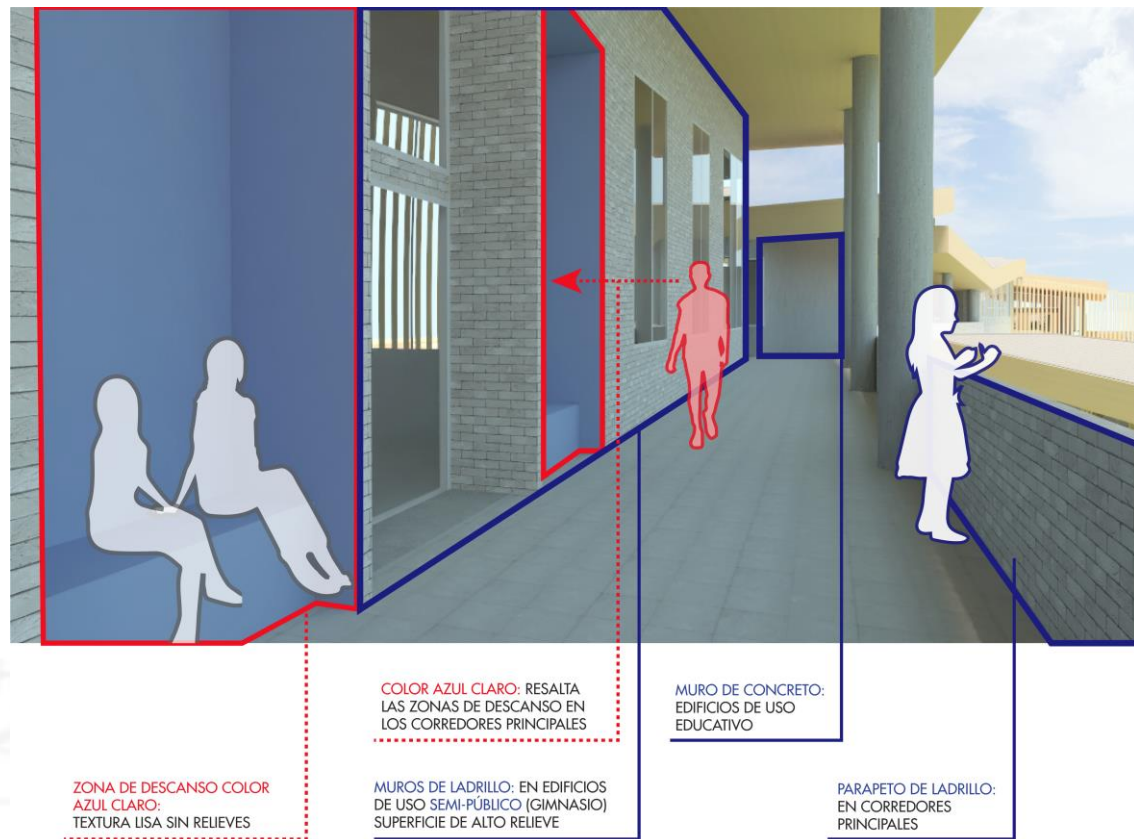 COLOR AZUL CLARO: RESALTA
LAS ZONAS DE DESCANSO EN
LOS CORREDORES PRINCIPALES
MURO DE CONCRETO:
EDIFICIOS DE USO
EDUCATIVO
ZONA DE DESCANSO COLOR
AZUL CLARO:
TEXTURA LISA SIN RELIEVES
MUROS DE LADRILLO: EN EDIFICIOS
DE USO SEMI-PÚBLICO (GIMNASIO)
SUPERFICIE DE ALTO RELIEVE
PARAPETO DE LADRILLO:
EN CORREDORES
PRINCIPALES